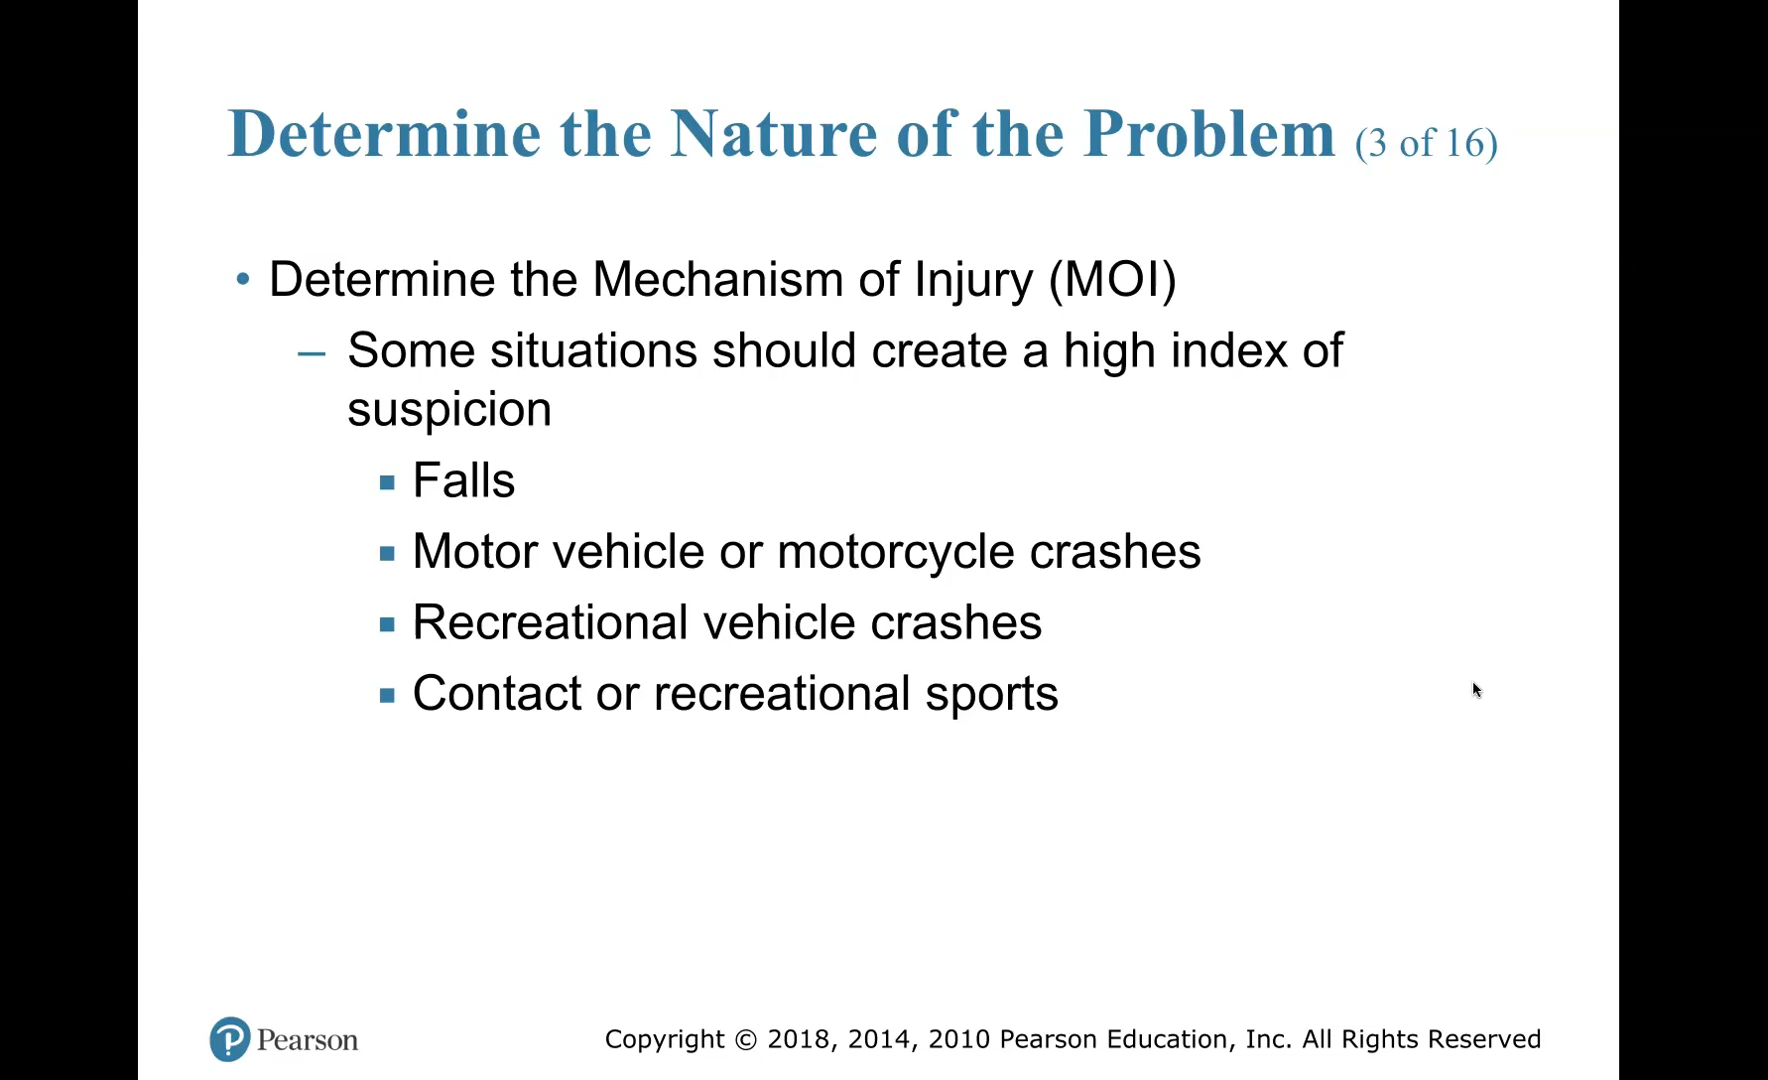 Determine the Nature of the Problem (3 of 16)
• Determine the Mechanism of Injury (MOI)
– Some situations should create a high index of
suspicion
▪ Falls
▪ Motor vehicle or motorcycle crashes
▪ Recreational vehicle crashes
▪ Contact or recreational sports
Pearson
Copyright © 2018, 2014, 2010 Pearson Education, Inc. All Rights Reserved